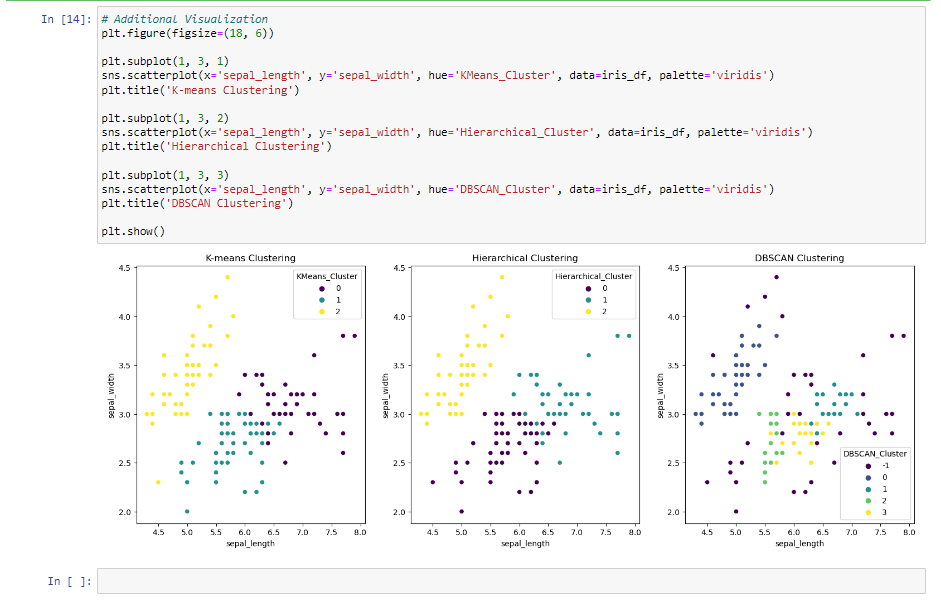 In [14]: # Additional Visualization
plt.figure(figsize=(18, 6))
plt.subplot(1, 3, 1)
sns.scatterplot(x='sepal_length', y='sepal_width', hue='KMeans_Cluster', data=iris_df, palette='viridis')
plt.title('K-means Clustering')
plt.subplot(1, 3, 2)
sns.scatterplot(x='sepal_length', y='sepal_width', hue='Hierarchical_Cluster', data=iris_df, palette='viridis')
plt.title('Hierarchical Clustering')
plt.subplot(1, 3, 3)
sns.scatterplot(x='sepal_length', y='sepal_width', hue='DBSCAN_Cluster', data=iris_df, palette='viridis')
plt.title('DBSCAN Clustering')
plt.show()
K-means Clustering
KMeans_Cluster
0
1
2
4.5
4.0
3.5
3.0
2.5
2.0
sepal_width
4.5 5.0 5.5 6.0 6.5 7.0 7.5 8.0
sepal_length
Hierarchical Clustering
Hierarchical_Cluster
0
1
2
4.5
4.0
3.5
3.0
2.5
2.0
sepal_width
4.5 5.0 5.5 6.0 6.5 7.0 7.5 8.0
sepal_length
DBSCAN Clustering
4.5
4.0
3.5
3.0
2.5
2.0
sepal_width
DBSCAN_Cluster
-1
0
1
2
3
4.5 5.0 5.5 6.0 6.5 7.0 7.5 8.0
sepal_length
In [ ]: